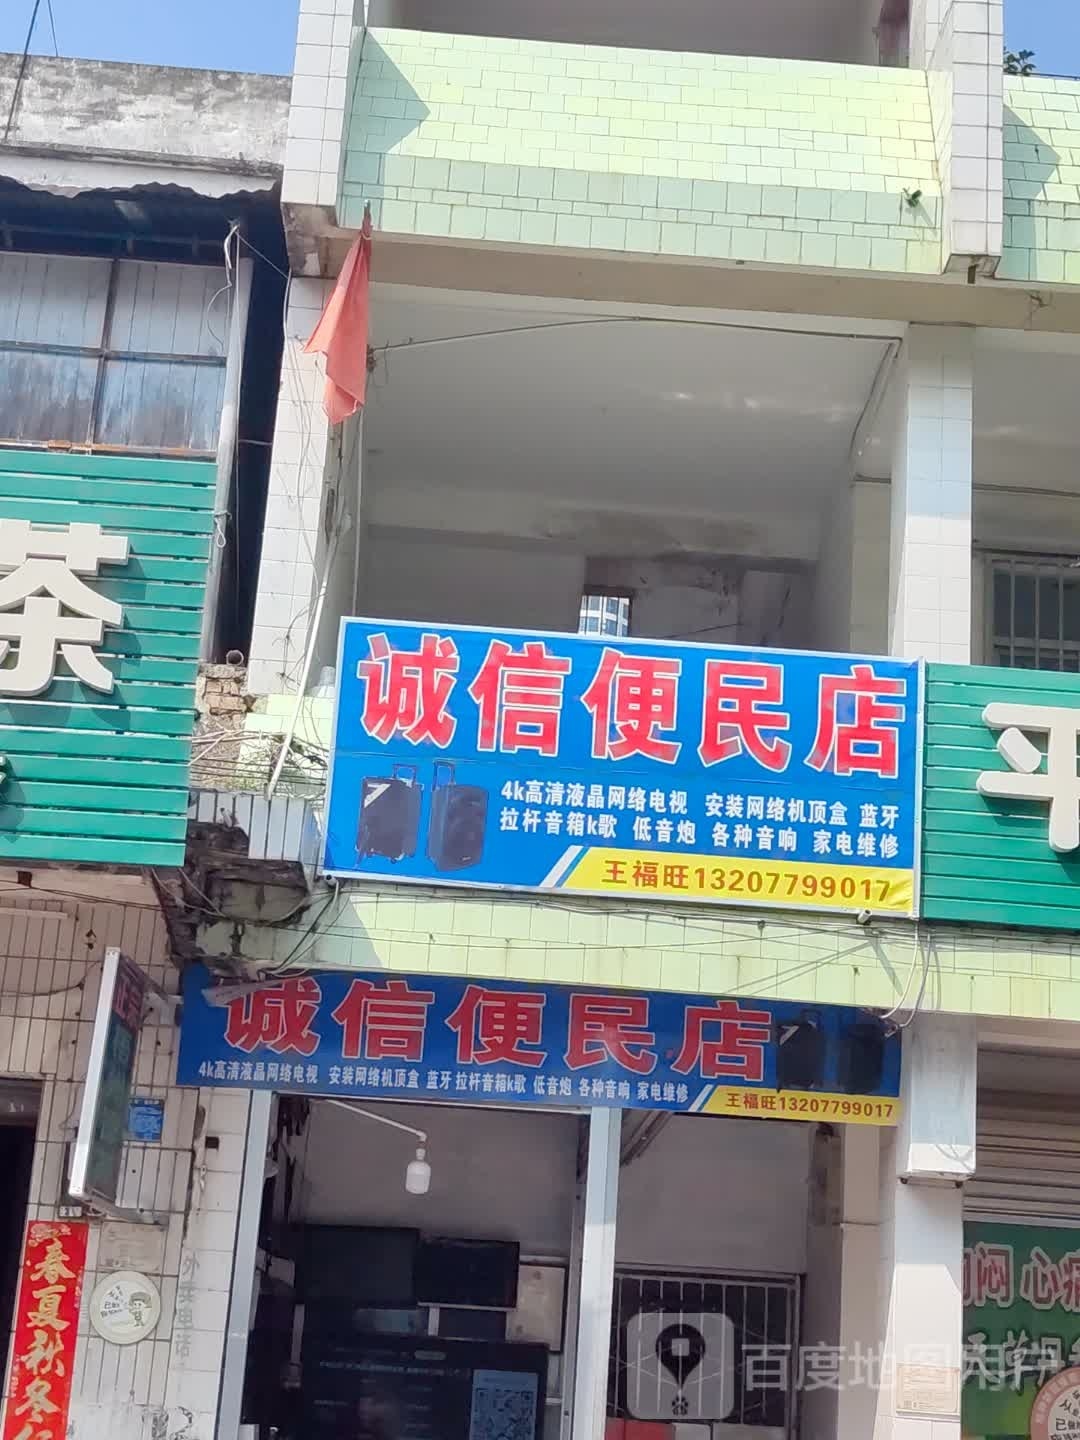 茶
诚信便民店
4k高清液晶网络电视 安装网络机顶盒 蓝牙
拉杆音箱k歌 低音炮 各种音响 家电维修
王福旺13207799017
平
诚信便民店
4k高清液晶网络电视 安装网络机顶盒 蓝牙 拉杆音箱k歌 低音炮 各种音响 家电维修
王福旺13207799017
春夏秋冬
闷 心
百度地图